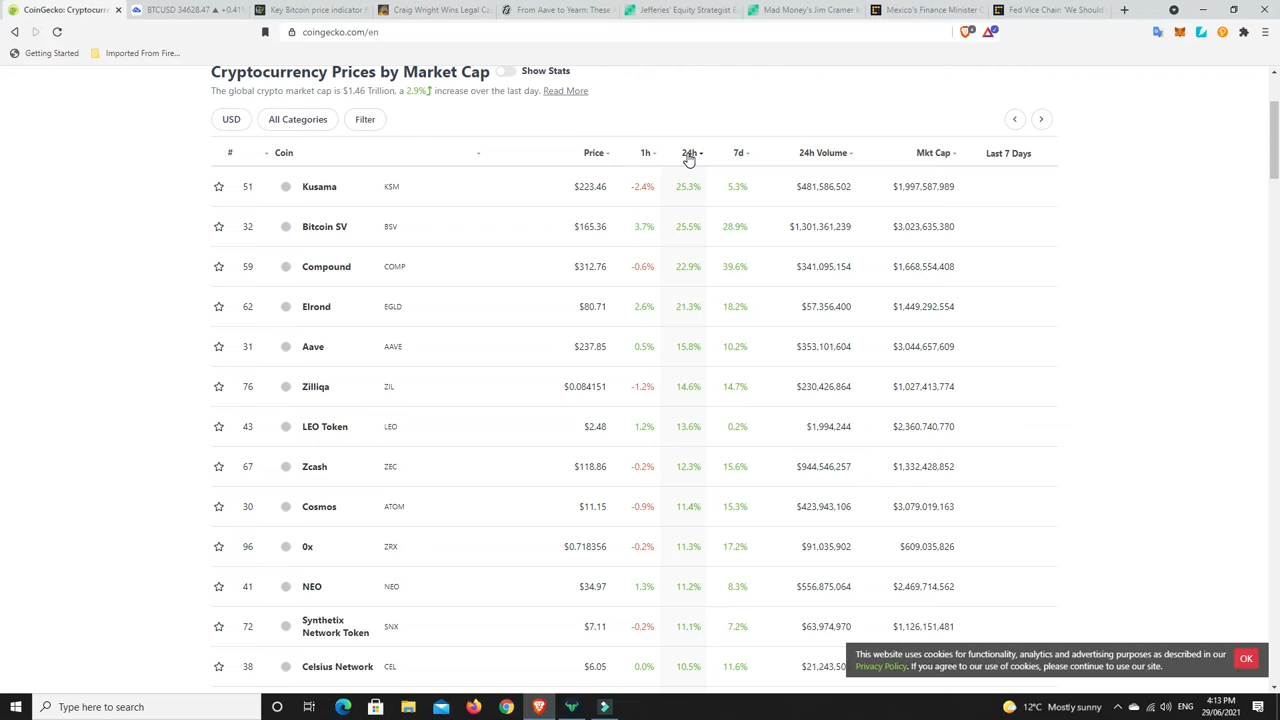 CoinGecko: Cryptocurrenc
BTCUSD 34628.47 ▲ +0.41%
Key Bitcoin price indicator f
Craig Wright Wins Legal Ca
From Aave to Yearn: These
Jefferies' Equity Strategist E
Mad Money's Jim Cramer M
Mexico's Finance Minister C
Fed Vice Chair: 'We Should
coingecko.com/en
Getting Started
Imported From Fire...
Cryptocurrency Prices by Market Cap
Show Stats
The global crypto market cap is $1.46 Trillion, a 2.9% increase over the last day. Read More
USD
All Categories
Filter
# Coin Price 1h 24h 7d 24h Volume Mkt Cap Last 7 Days
51 Kusama KSM $223.46 -2.4% 25.3% 5.3% $481,586,502 $1,997,587,989
32 Bitcoin SV BSV $165.36 3.7% 25.5% 28.9% $1,301,361,239 $3,023,635,380
59 Compound COMP $312.76 -0.6% 22.9% 39.6% $341,095,154 $1,668,554,408
62 Elrond EGLD $80.71 2.6% 21.3% 18.2% $57,356,400 $1,449,292,554
31 Aave AAVE $237.85 0.5% 15.8% 10.2% $353,101,604 $3,044,657,609
76 Zilliqa ZIL $0.084151 -1.2% 14.6% 14.7% $230,426,864 $1,027,413,774
43 LEO Token LEO $2.48 1.2% 13.6% 0.2% $1,994,244 $2,360,740,770
67 Zcash ZEC $118.86 -0.2% 12.3% 15.6% $944,546,257 $1,332,428,852
30 Cosmos ATOM $11.15 -0.9% 11.4% 15.3% $423,943,106 $3,079,019,163
96 0x ZRX $0.718356 -0.2% 11.3% 17.2% $91,035,902 $609,035,826
41 NEO NEO $34.97 1.3% 11.2% 8.3% $556,875,064 $2,469,714,562
72 Synthetix Network Token SNX $7.11 -0.2% 11.1% 7.2% $63,974,970 $1,126,151,481
38 Celsius Network CEL $6.05 0.0% 10.5% 11.6% $21,243,50
This website uses cookies for functionality, analytics and advertising purposes as described in our
Privacy Policy. If you agree to our use of cookies, please continue to use our site.
OK
Type here to search
12°C Mostly sunny
ENG
4:13 PM
29/06/2021